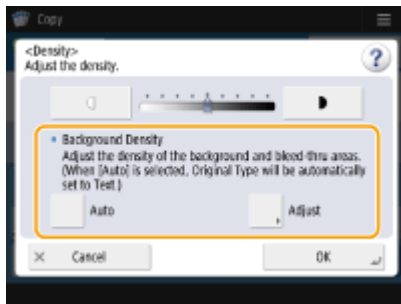 Copy
<Density>
Adjust the density.
?
Background Density
Adjust the density of the background and bleed-thru areas.
(When [Auto] is selected, Original Type will be automatically
set to Text.)
Auto
Adjust
Cancel
OK